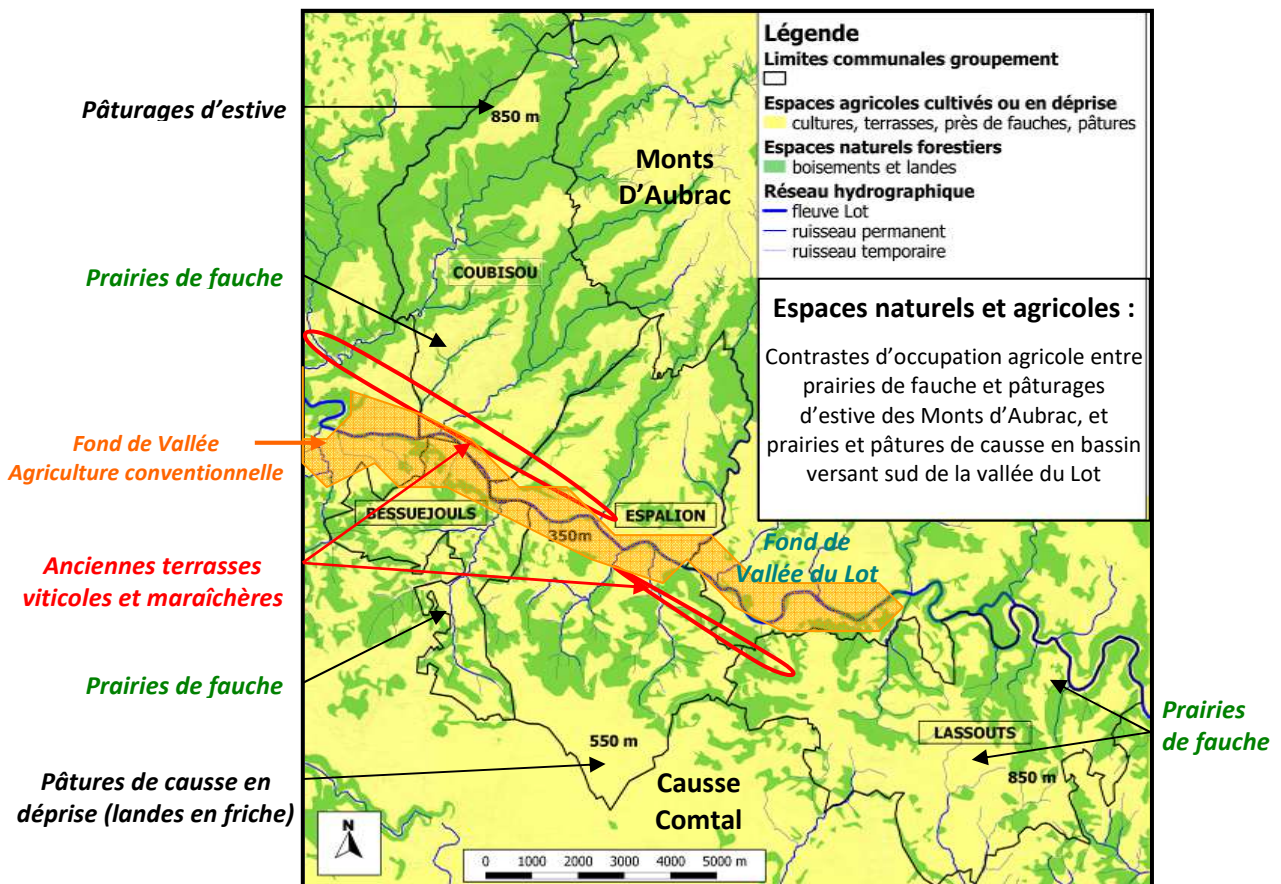 Légende
Limites communales groupement
Espaces agricoles cultivés ou en déprise
cultures, terrasses, près de fauches, pâtures
Espaces naturels forestiers
boisements et landes
Réseau hydrographique
fleuve Lot
ruisseau permanent
ruisseau temporaire
Espaces naturels et agricoles :
Contrastes d'occupation agricole entre
prairies de fauche et pâturages
d'estive des Monts d'Aubrac, et
prairies et pâtures de causse en bassin
versant sud de la vallée du Lot
Pâturages d'estive
850 m
Monts
D'Aubrac
Prairies de fauche
COUBISOU
Fond de Vallée
Agriculture conventionnelle
BESSUEJOULS
ESPALION
350m
Fond de
Vallée du Lot
Anciennes terrasses
viticoles et maraîchères
Prairies de fauche
Prairies
de fauche
LASSOUTS
550 m
850 m
Pâtures de causse en
déprise (landes en friche)
Causse
Comtal
N
0 1000 2000 3000 4000 5000 m